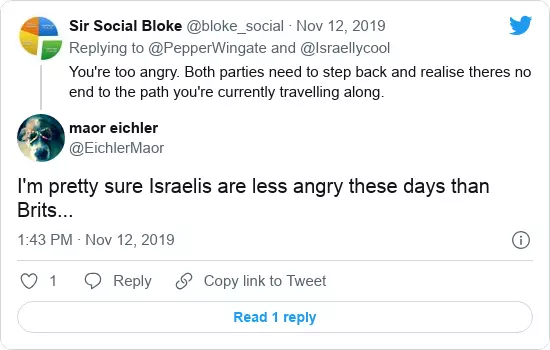 Sir Social Bloke @bloke_social · Nov 12, 2019
Replying to @PepperWingate and @Israellycool
You're too angry. Both parties need to step back and realise theres no
end to the path you're currently travelling along.
maor eichler
@EichlerMaor
I'm pretty sure Israelis are less angry these days than
Brits...
1:43 PM · Nov 12, 2019
1 Reply Copy link to Tweet
Read 1 reply